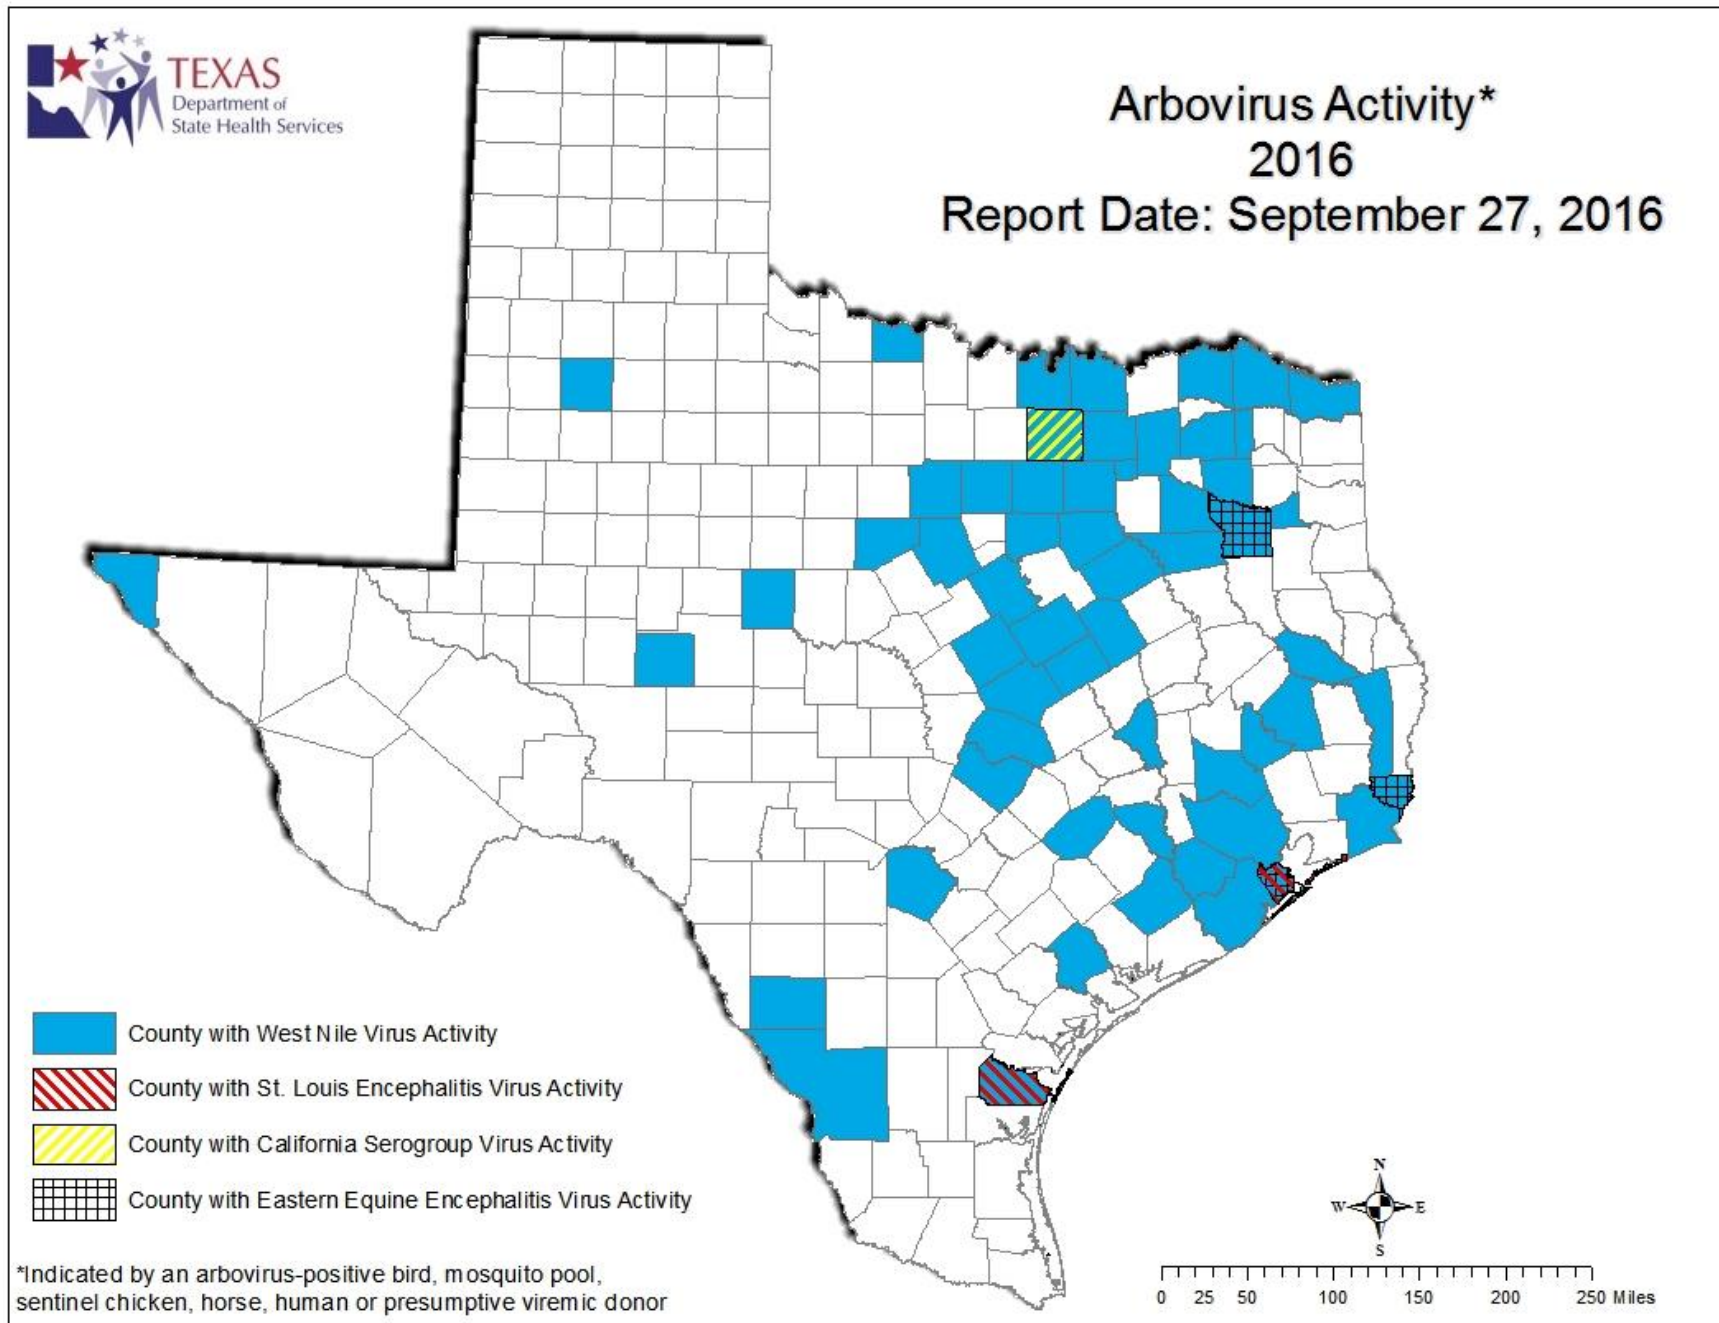 TEXAS
Department of
State Health Services
Arbovirus Activity*
2016
Report Date: September 27, 2016
County with West Nile Virus Activity
County with St. Louis Encephalitis Virus Activity
County with California Serogroup Virus Activity
County with Eastern Equine Encephalitis Virus Activity
*Indicated by an arbovirus-positive bird, mosquito pool,
sentinel chicken, horse, human or presumptive viremic donor
N
W E
S
0 25 50 100 150 200 250 Miles